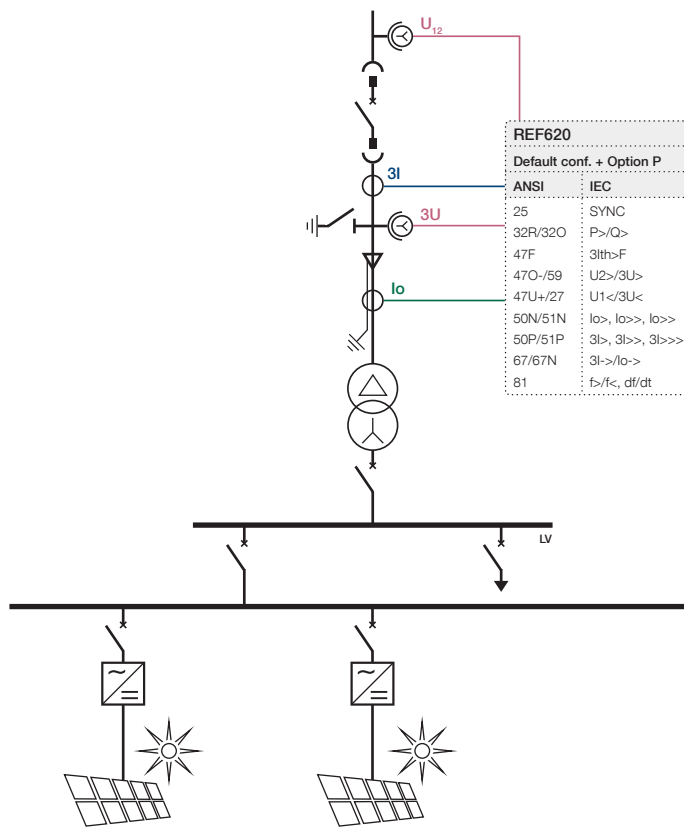 U12
REF620
Default conf. + Option P
ANSI IEC
3I
25 SYNC
3U
32R/32O P>/Q>
47F 3Ith>F
47O-/59 U2>/3U>
47U+/27 U1</3U<
Io
50N/51N Io>, Io>>, Io>>
50P/51P 3I>, 3I>>, 3I>>>
67/67N 3I->/Io->
81 f>/f<, df/dt
LV